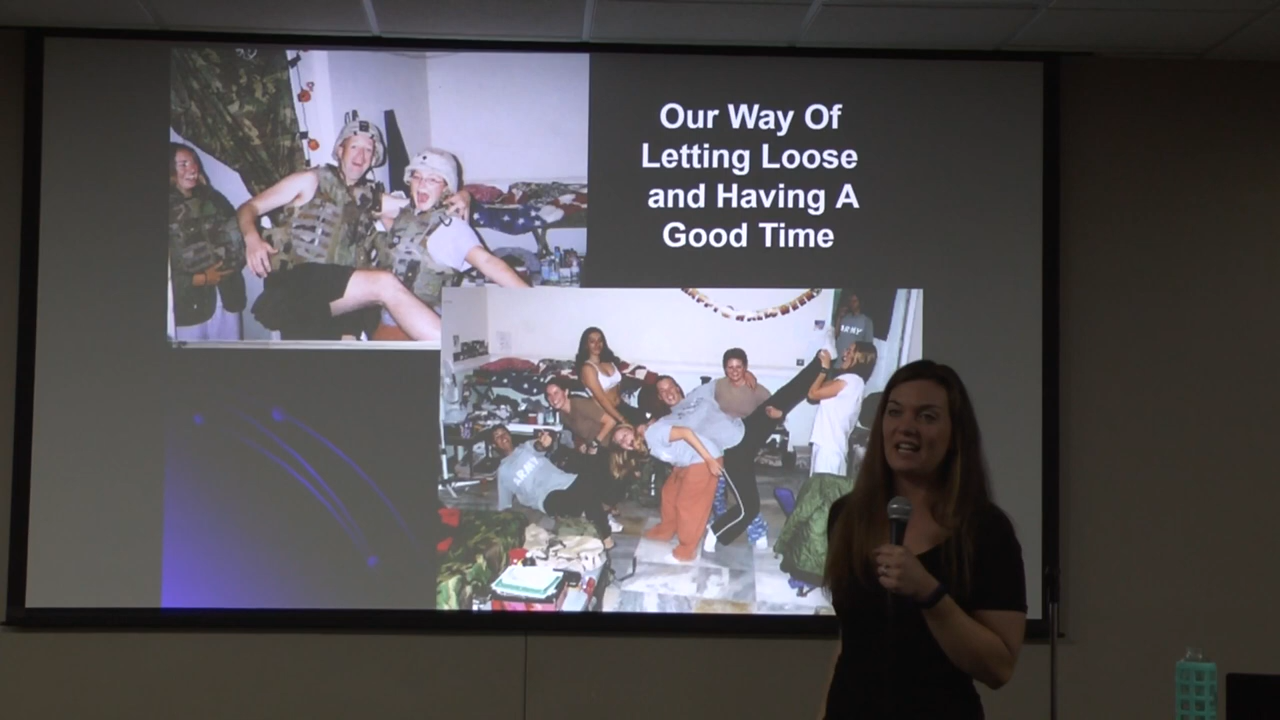 Our Way Of
Letting Loose
and Having A
Good Time
ARMY
ARMY